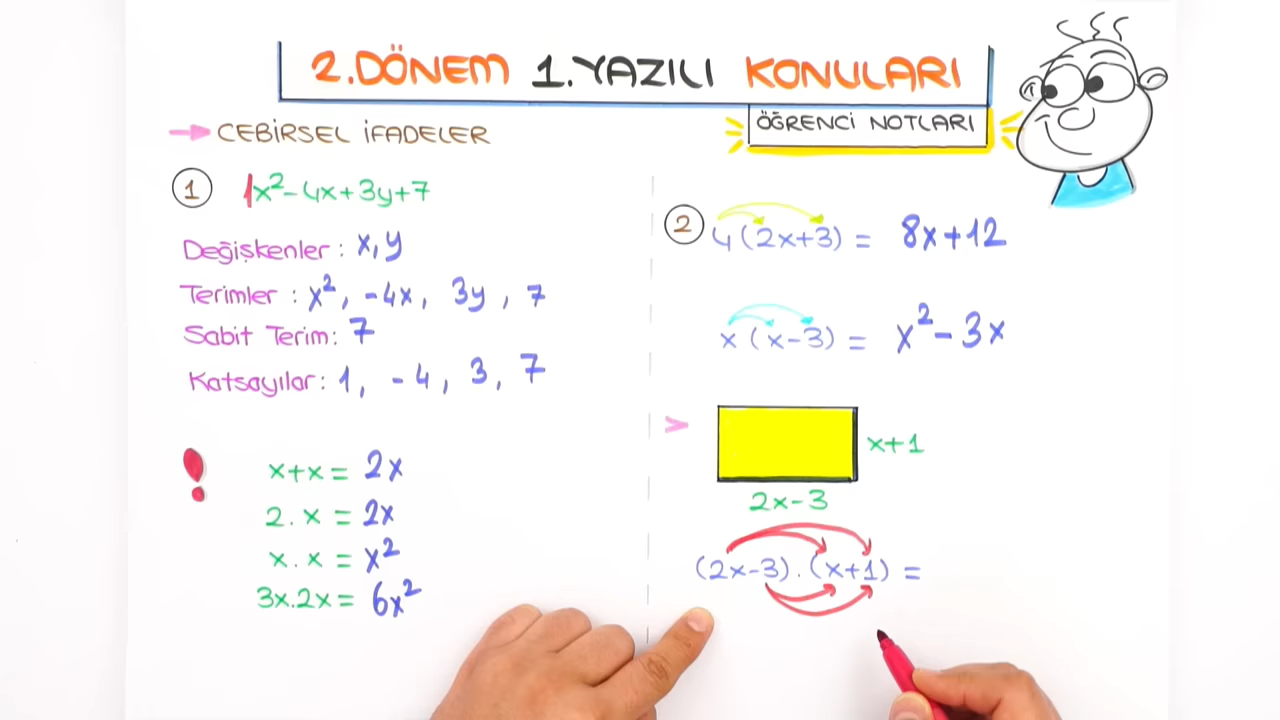 2.DÖNEM 1.YAZILI KONULARI
ÖĞRENCİ NOTLARI
CEBİRSEL İFADELER
1 1x²-4x+3y+7
Değişkenler : x,y
Terimler : x², -4x, 3y, 7
Sabit Terim: 7
Katsayılar: 1, -4, 3, 7
! x+x= 2x
2. x = 2x
x. x = x²
3x.2x= 6x²
2 4(2x+3) = 8x+12
x(x-3) = x²-3x
> x+1
2x-3
(2x-3).(x+1) =